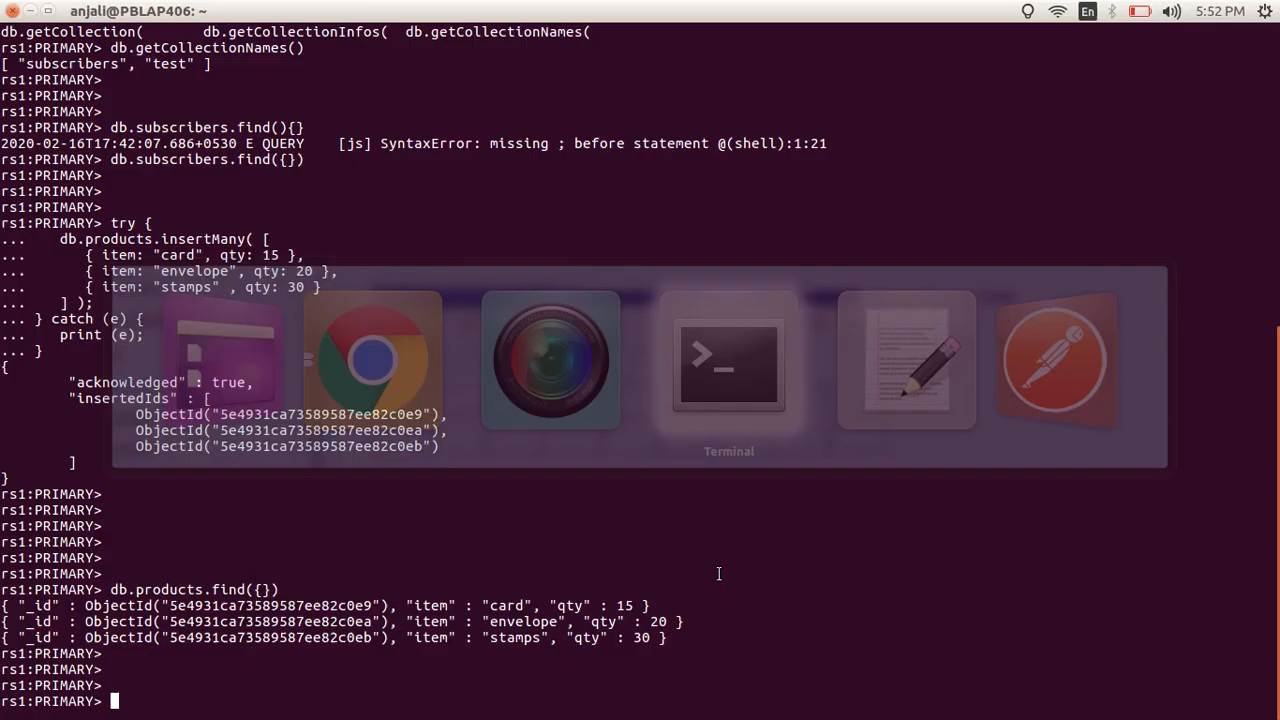 anjali@PBLAP406: ~
En
5:52 PM
db.getCollection(       db.getCollectionInfos(  db.getCollectionNames(
rs1:PRIMARY> db.getCollectionNames()
[ "subscribers", "test" ]
rs1:PRIMARY>
rs1:PRIMARY>
rs1:PRIMARY>
rs1:PRIMARY> db.subscribers.find(){}
2020-02-16T17:42:07.686+0530 E QUERY    [js] SyntaxError: missing ; before statement @(shell):1:21
rs1:PRIMARY> db.subscribers.find({})
rs1:PRIMARY>
rs1:PRIMARY>
rs1:PRIMARY>
rs1:PRIMARY> try {
...     db.products.insertMany( [
...        { item: "card", qty: 15 },
...        { item: "envelope", qty: 20 },
...        { item: "stamps" , qty: 30 }
...     ] );
... } catch (e) {
...     print (e);
... }
{
"acknowledged" : true,
"insertedIds" : [
ObjectId("5e4931ca73589587ee82c0e9"),
ObjectId("5e4931ca73589587ee82c0ea"),
ObjectId("5e4931ca73589587ee82c0eb")
]
}
Terminal
rs1:PRIMARY>
rs1:PRIMARY>
rs1:PRIMARY>
rs1:PRIMARY>
rs1:PRIMARY>
rs1:PRIMARY>
rs1:PRIMARY> db.products.find({})
{ "_id" : ObjectId("5e4931ca73589587ee82c0e9"), "item" : "card", "qty" : 15 }
{ "_id" : ObjectId("5e4931ca73589587ee82c0ea"), "item" : "envelope", "qty" : 20 }
{ "_id" : ObjectId("5e4931ca73589587ee82c0eb"), "item" : "stamps", "qty" : 30 }
rs1:PRIMARY>
rs1:PRIMARY>
rs1:PRIMARY>
rs1:PRIMARY>